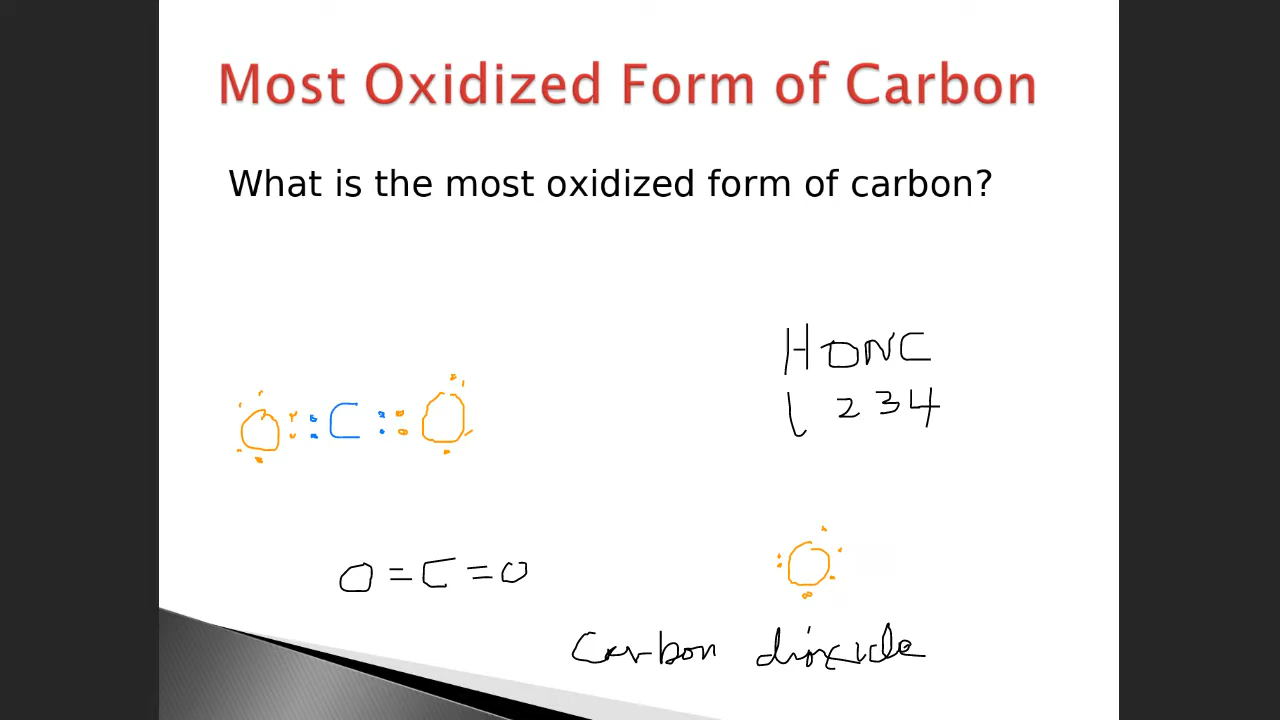 Most Oxidized Form of Carbon
What is the most oxidized form of carbon?
HONC
1 2 3 4
O :: C :: O
O = C = O
O
Carbon dioxide